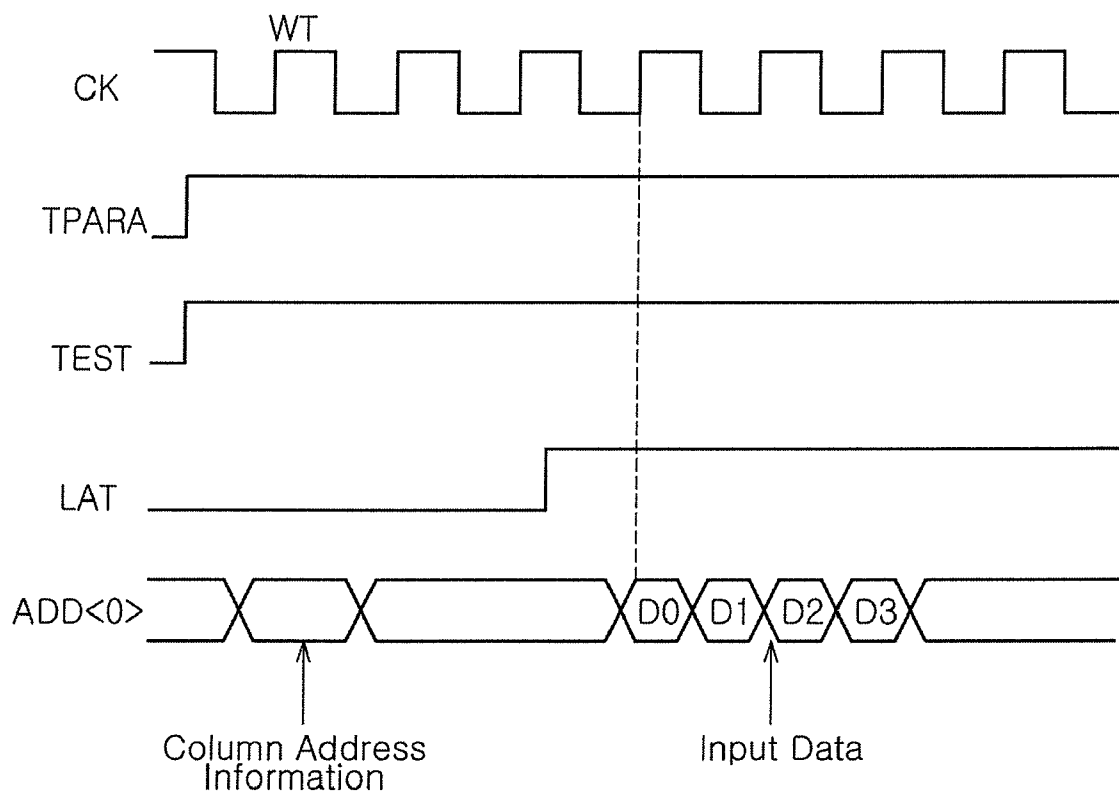 WT
CK
TPARA
TEST
LAT
ADD<0>
D0
D1
D2
D3
Column Address
Information
Input Data